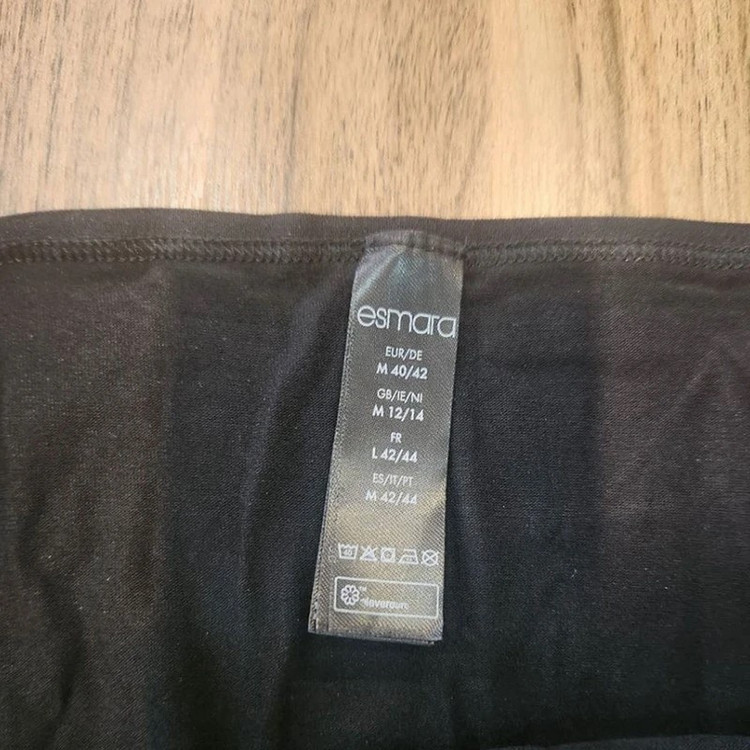 esmara
EUR/DE
M 40/42
GB/IE/NI
M 12/14
FR
L 42/44
ES/IT/PT
M 42/44